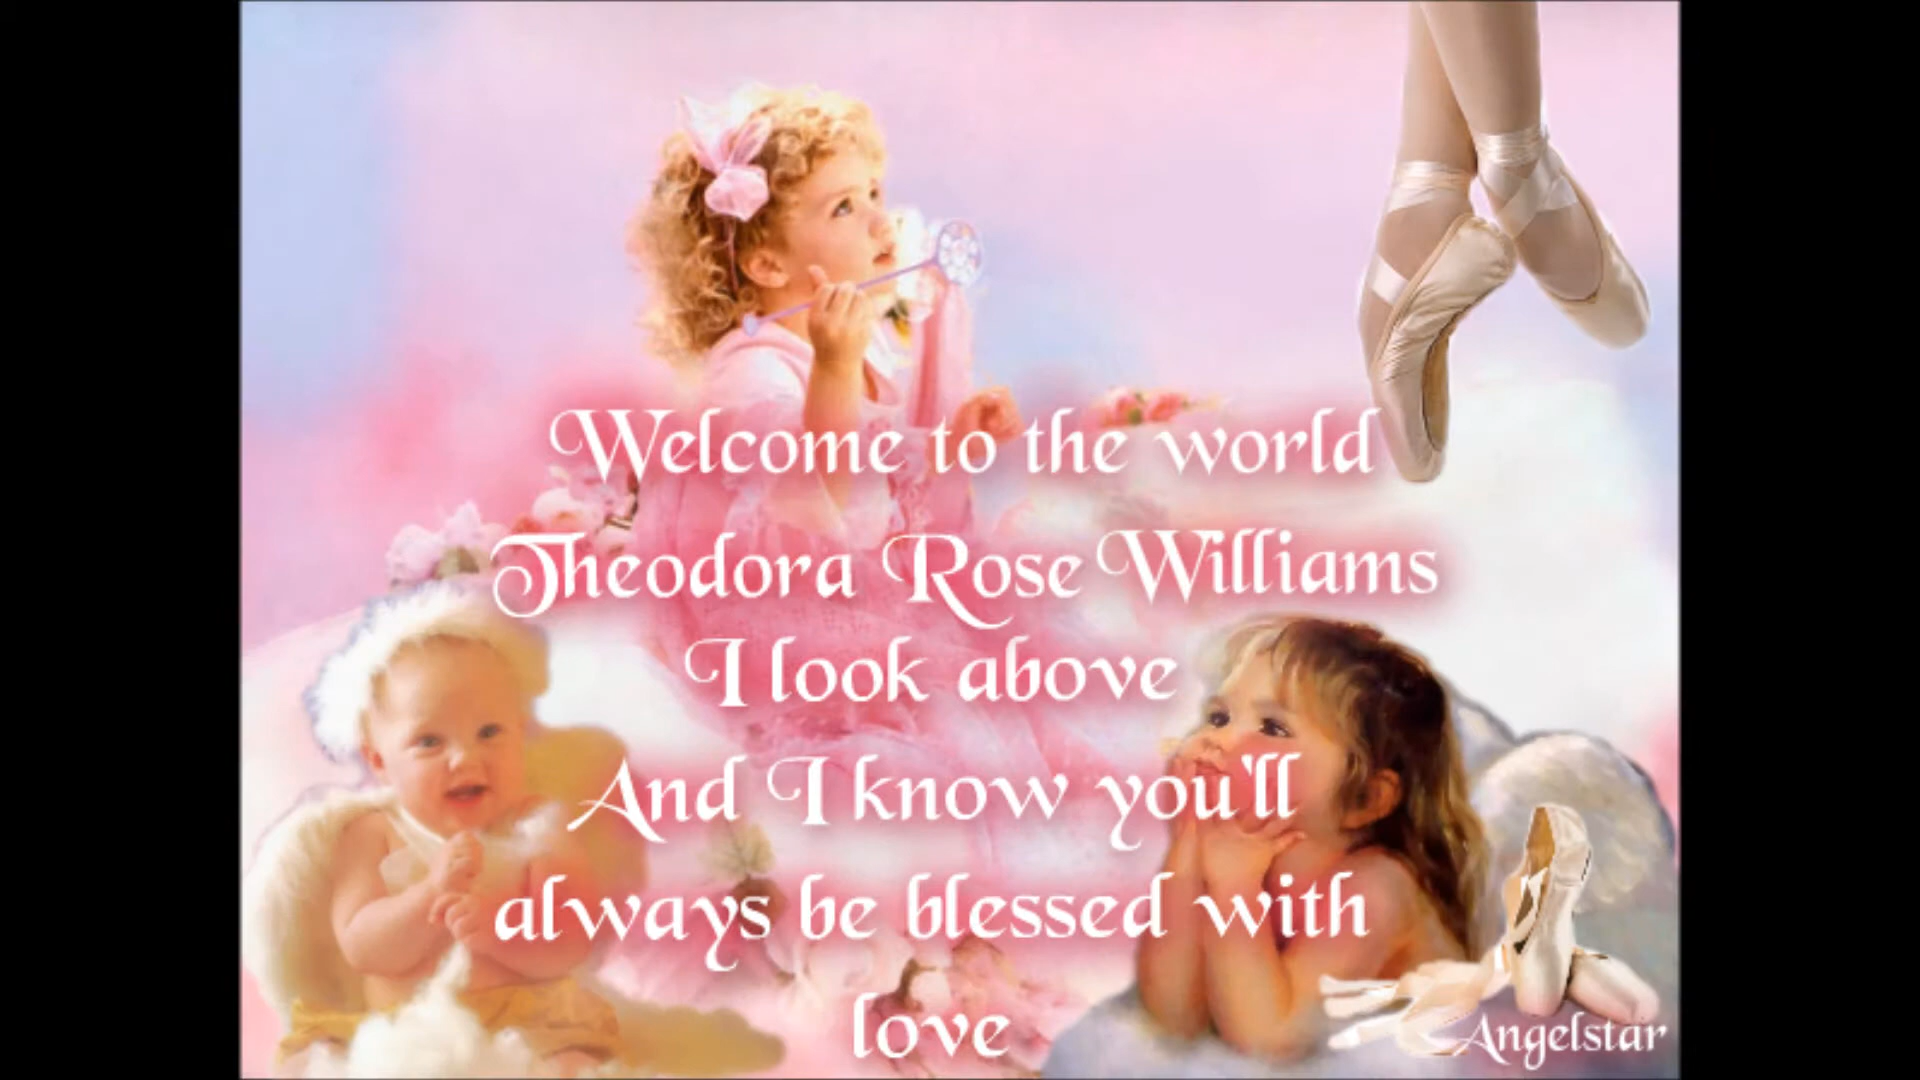 Welcome to the world
Theodora Rose Williams
I look above
And I know you'll
always be blessed with
love
Angelstar